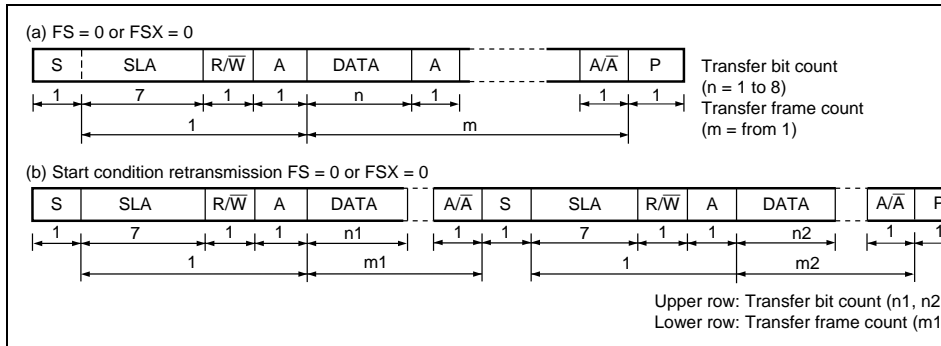 (a) FS = 0 or FSX = 0
S SLA R/W̅ A DATA A A/A̅ P
1 7 1 1 n 1 1 1
1 m
Transfer bit count
(n = 1 to 8)
Transfer frame count
(m = from 1)
(b) Start condition retransmission FS = 0 or FSX = 0
S SLA R/W̅ A DATA A/A̅ S SLA R/W̅ A DATA A/A̅ P
1 7 1 1 n1 1 1 7 1 1 n2 1 1
1 m1 1 m2
Upper row: Transfer bit count (n1, n2
Lower row: Transfer frame count (m1